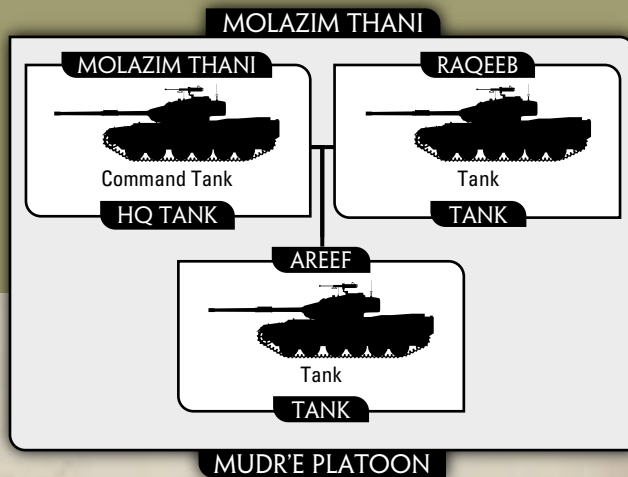 MOLAZIM THANI
MOLAZIM THANI
Command Tank
HQ TANK
RAQEEB
Tank
TANK
AREEF
Tank
TANK
MUDR'E PLATOON